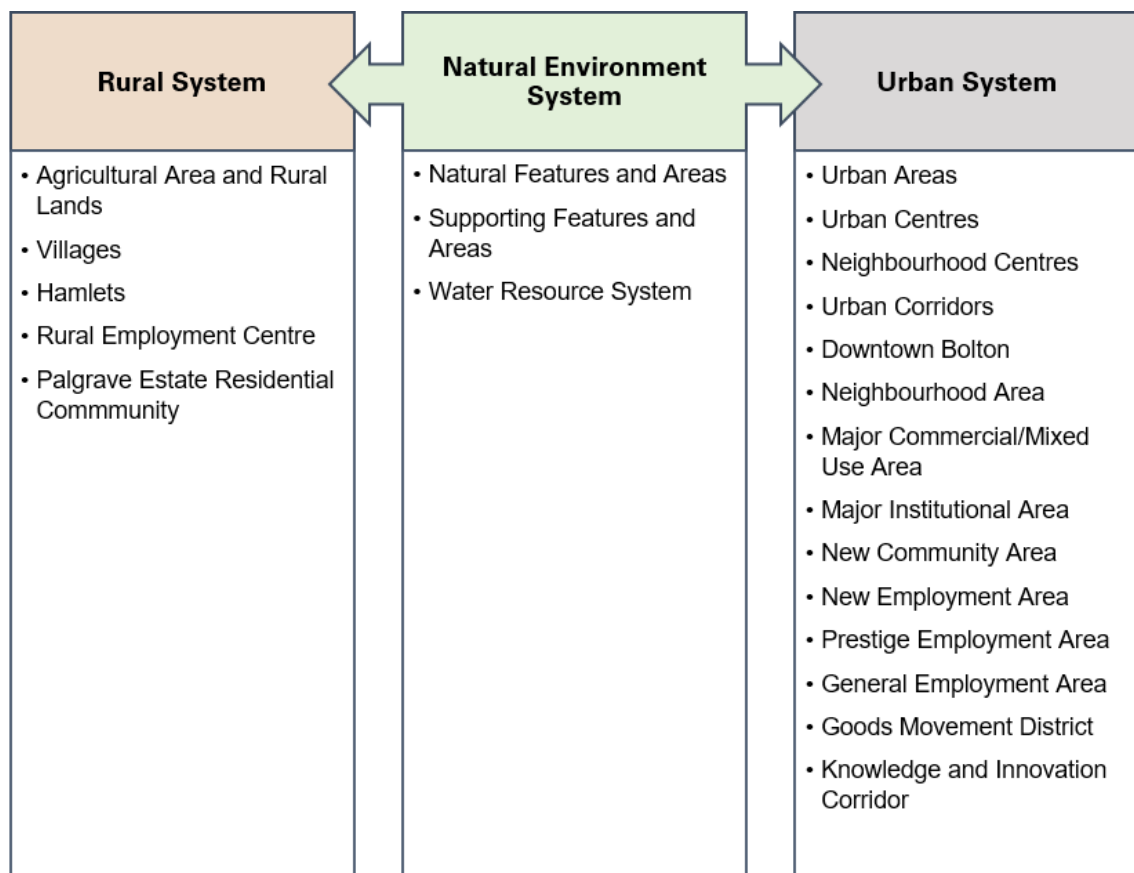 Rural System
• Agricultural Area and Rural
Lands
• Villages
• Hamlets
• Rural Employment Centre
• Palgrave Estate Residential
Commmunity
Natural Environment
System
• Natural Features and Areas
• Supporting Features and
Areas
• Water Resource System
Urban System
• Urban Areas
• Urban Centres
• Neighbourhood Centres
• Urban Corridors
• Downtown Bolton
• Neighbourhood Area
• Major Commercial/Mixed
Use Area
• Major Institutional Area
• New Community Area
• New Employment Area
• Prestige Employment Area
• General Employment Area
• Goods Movement District
• Knowledge and Innovation
Corridor